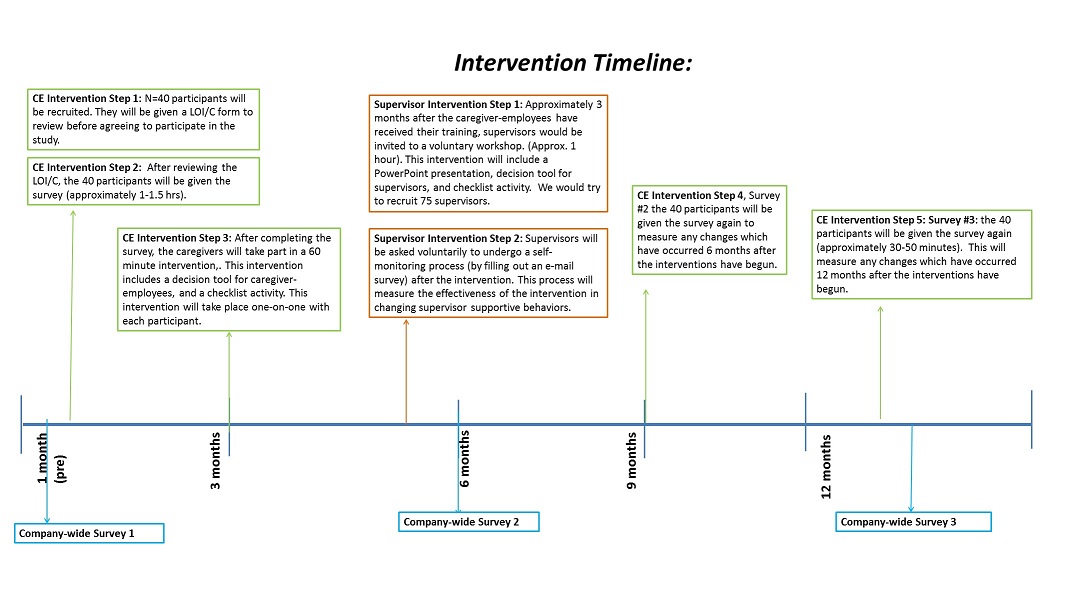 Intervention Timeline:
CE Intervention Step 1: N=40 participants will
be recruited. They will be given a LOI/C form to
review before agreeing to participate in the
study.
CE Intervention Step 2:  After reviewing the
LOI/C, the 40 participants will be given the
survey (approximately 1-1.5 hrs).
CE Intervention Step 3: After completing the
survey, the caregivers will take part in a 60
minute intervention,. This intervention
includes a decision tool for caregiver-
employees, and a checklist activity. This
intervention will take place one-on-one with
each participant.
Supervisor Intervention Step 1: Approximately 3
months after the caregiver-employees have
received their training, supervisors would be
invited to a voluntary workshop. (Approx. 1
hour). This intervention will include a
PowerPoint presentation, decision tool for
supervisors, and checklist activity.  We would try
to recruit 75 supervisors.
Supervisor Intervention Step 2: Supervisors will
be asked voluntarily to undergo a self-
monitoring process (by filling out an e-mail
survey) after the intervention. This process will
measure the effectiveness of the intervention in
changing supervisor supportive behaviors.
CE Intervention Step 4, Survey
#2 the 40 participants will be
given the survey again to
measure any changes which
have occurred 6 months after
the interventions have begun.
CE Intervention Step 5: Survey #3: the 40
participants will be given the survey again
(approximately 30-50 minutes).  This will
measure any changes which have occurred
12 months after the interventions have
begun.
1 month
(pre)
3 months
6 months
9 months
12 months
Company-wide Survey 1
Company-wide Survey 2
Company-wide Survey 3